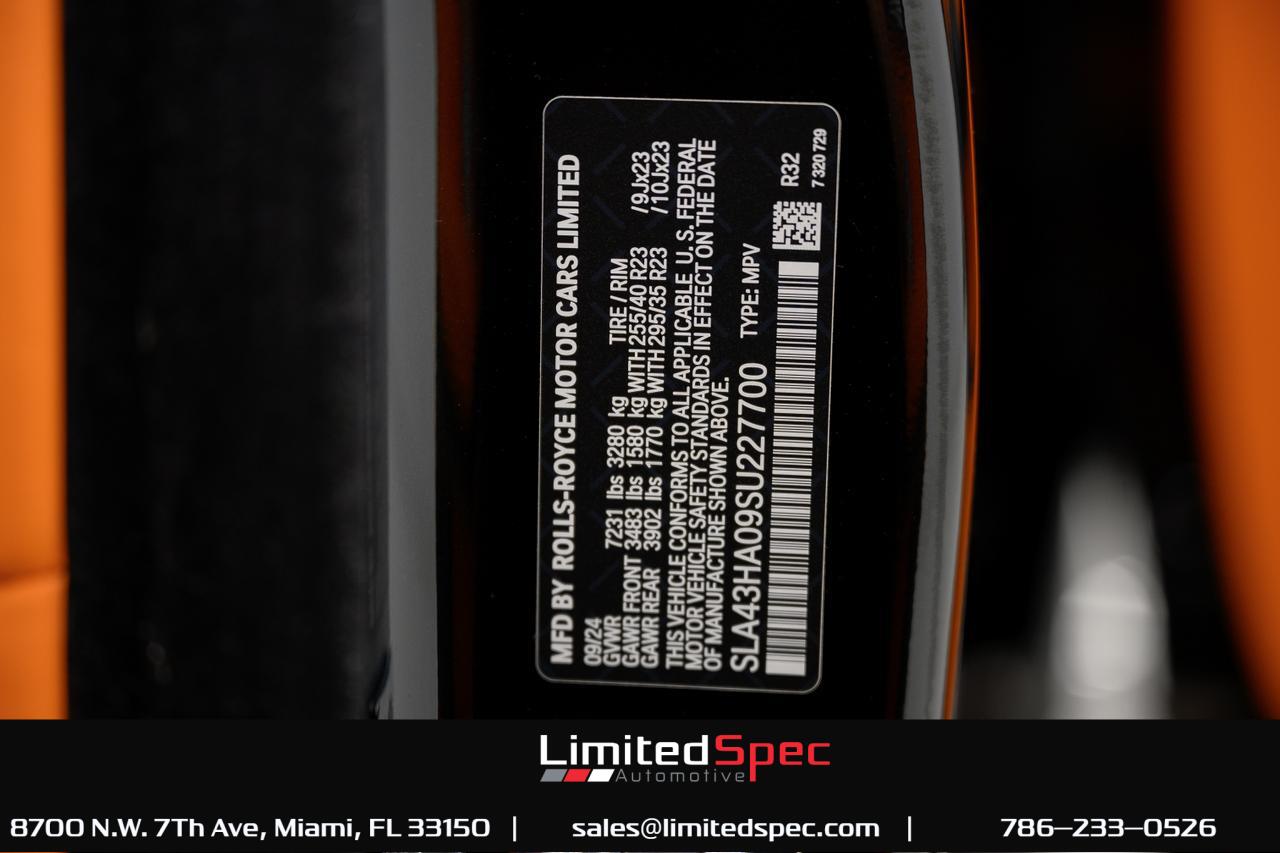 MFD BY ROLLS-ROYCE MOTOR CARS LIMITED
09/24
GVWR 7231 lbs 3280 kg TIRE / RIM
GAWR FRONT 3483 lbs 1580 kg WITH 255/40 R23 /9Jx23
GAWR REAR 3902 lbs 1770 kg WITH 295/35 R23 /10Jx23
THIS VEHICLE CONFORMS TO ALL APPLICABLE U. S. FEDERAL
MOTOR VEHICLE SAFETY STANDARDS IN EFFECT ON THE DATE
OF MANUFACTURE SHOWN ABOVE.
SLA43HA09SU227700 TYPE: MPV
R32
7 320 729
LimitedSpec
Automotive
8700 N.W. 7Th Ave, Miami, FL 33150 | sales@limitedspec.com | 786-233-0526